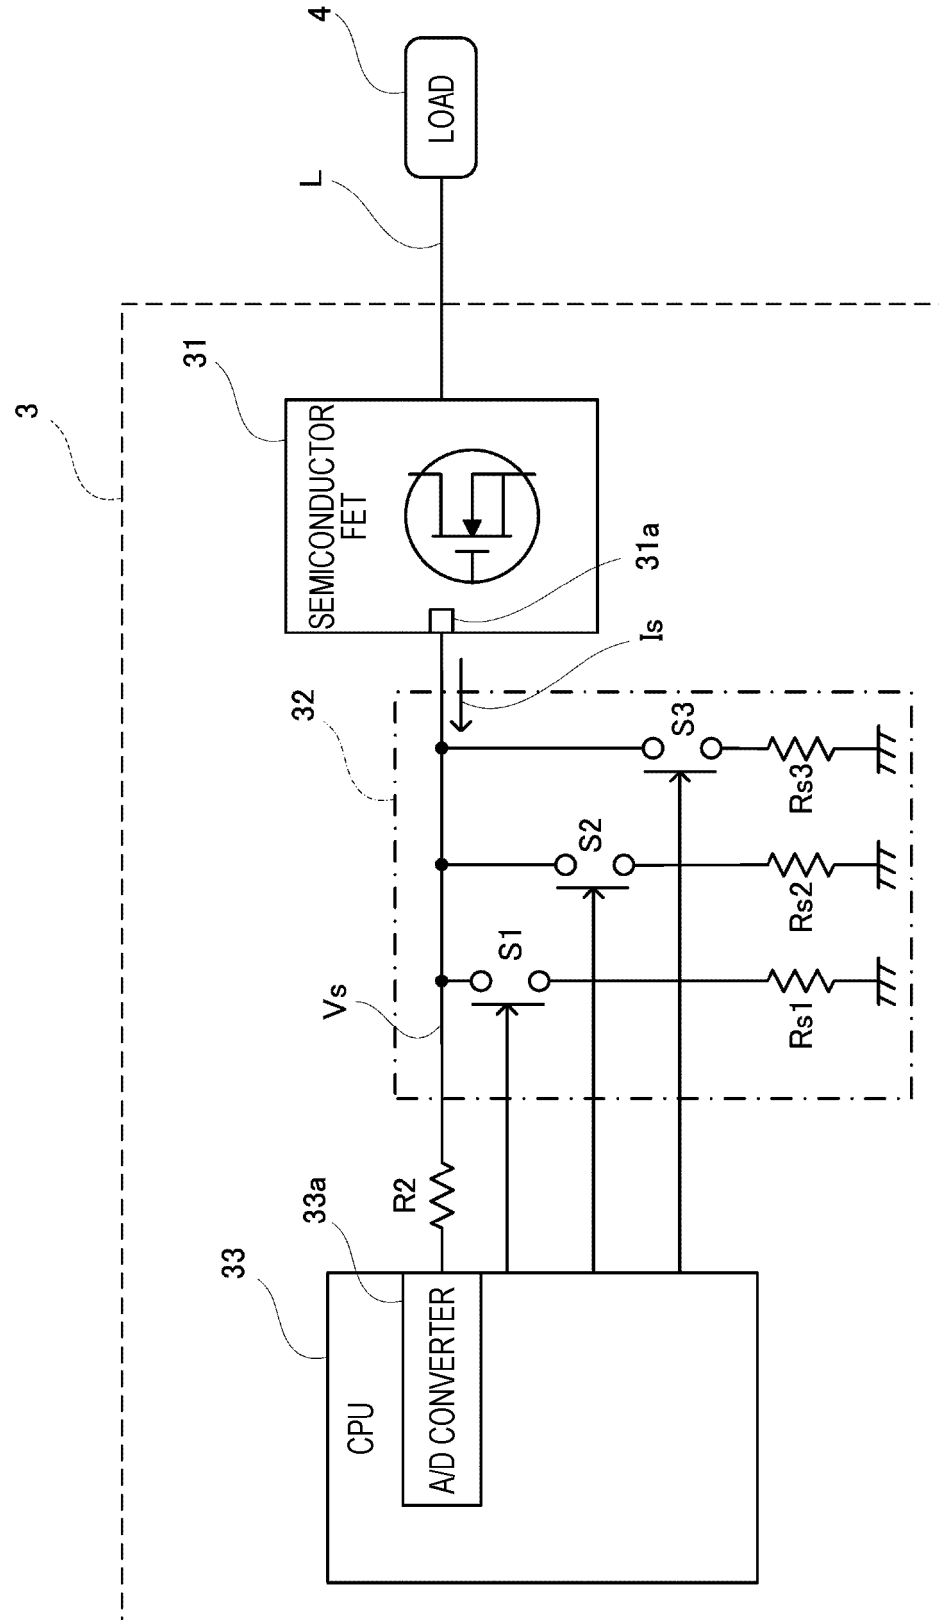 3
33
CPU
33a
A/D CONVERTER
R2
32
Vs
S1
S2
S3
Rs1
Rs2
Rs3
Is
31
SEMICONDUCTOR
FET
31a
L
4
LOAD